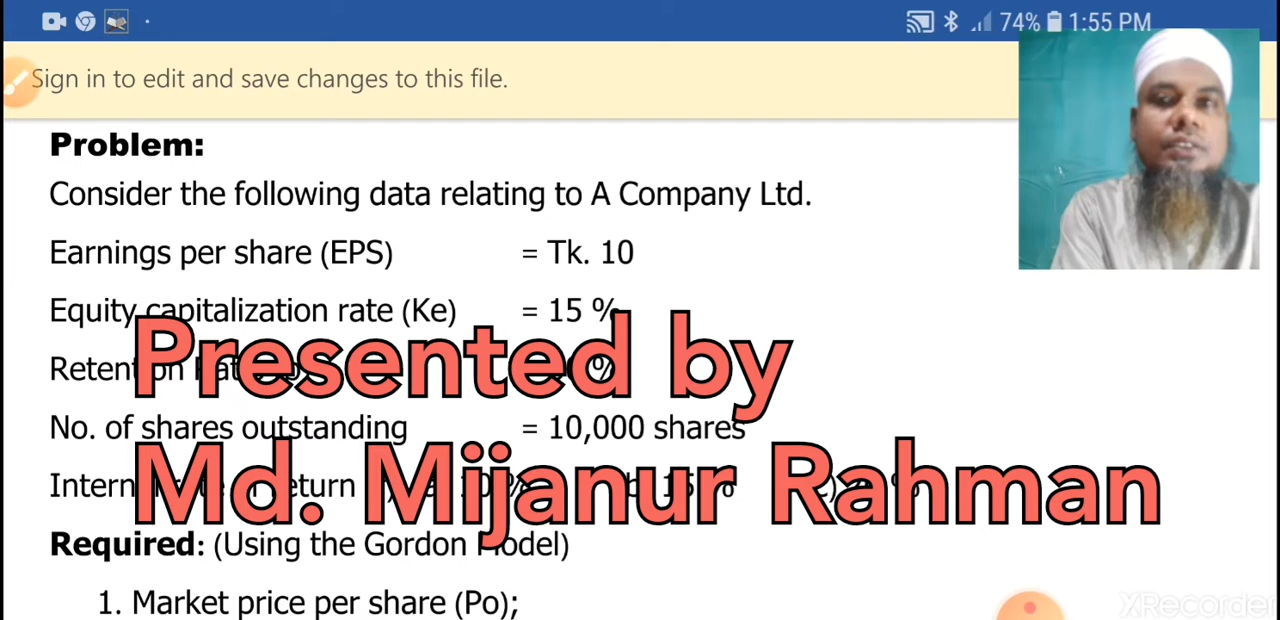 74% 1:55 PM
Sign in to edit and save changes to this file.
Problem:
Consider the following data relating to A Company Ltd.
Earnings per share (EPS) = Tk. 10
Equity capitalization rate (Ke) = 15 %
Presented by
No. of shares outstanding = 10,000 shares
Md. Mijanur Rahman
Required: (Using the Gordon Model)
1. Market price per share (Po);
XRecorder